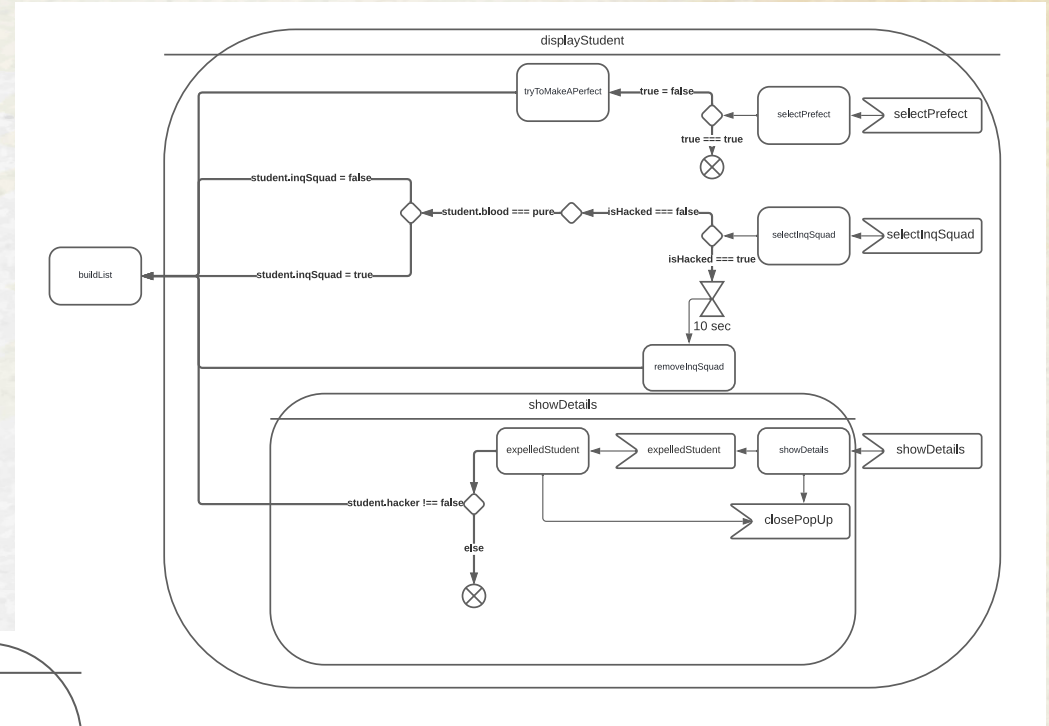 displayStudent
tryToMakeAPerfect
true = false
selectPrefect
selectPrefect
true === true
student.inqSquad = false
student.blood === pure
isHacked === false
selectInqSquad
selectInqSquad
isHacked === true
buildList
student.inqSquad = true
10 sec
removeInqSquad
showDetails
expelledStudent
expelledStudent
showDetails
showDetails
student.hacker !== false
closePopUp
else